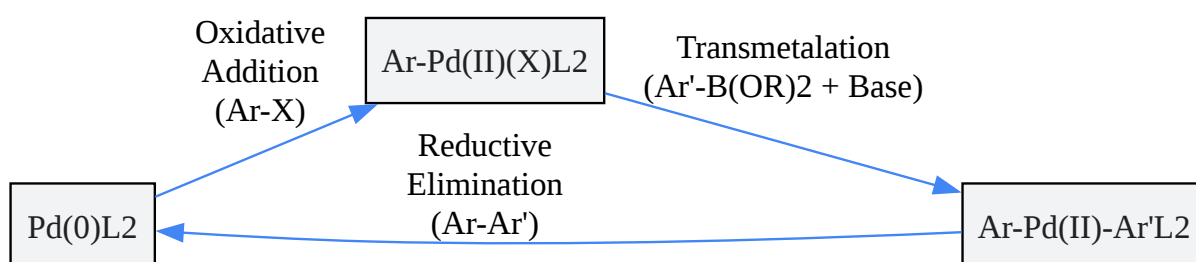 Oxidative
Addition
(Ar-X)
Ar-Pd(II)(X)L2
Transmetalation
(Ar'-B(OR)2 + Base)
Reductive
Elimination
(Ar-Ar')
Pd(0)L2
Ar-Pd(II)-Ar'L2